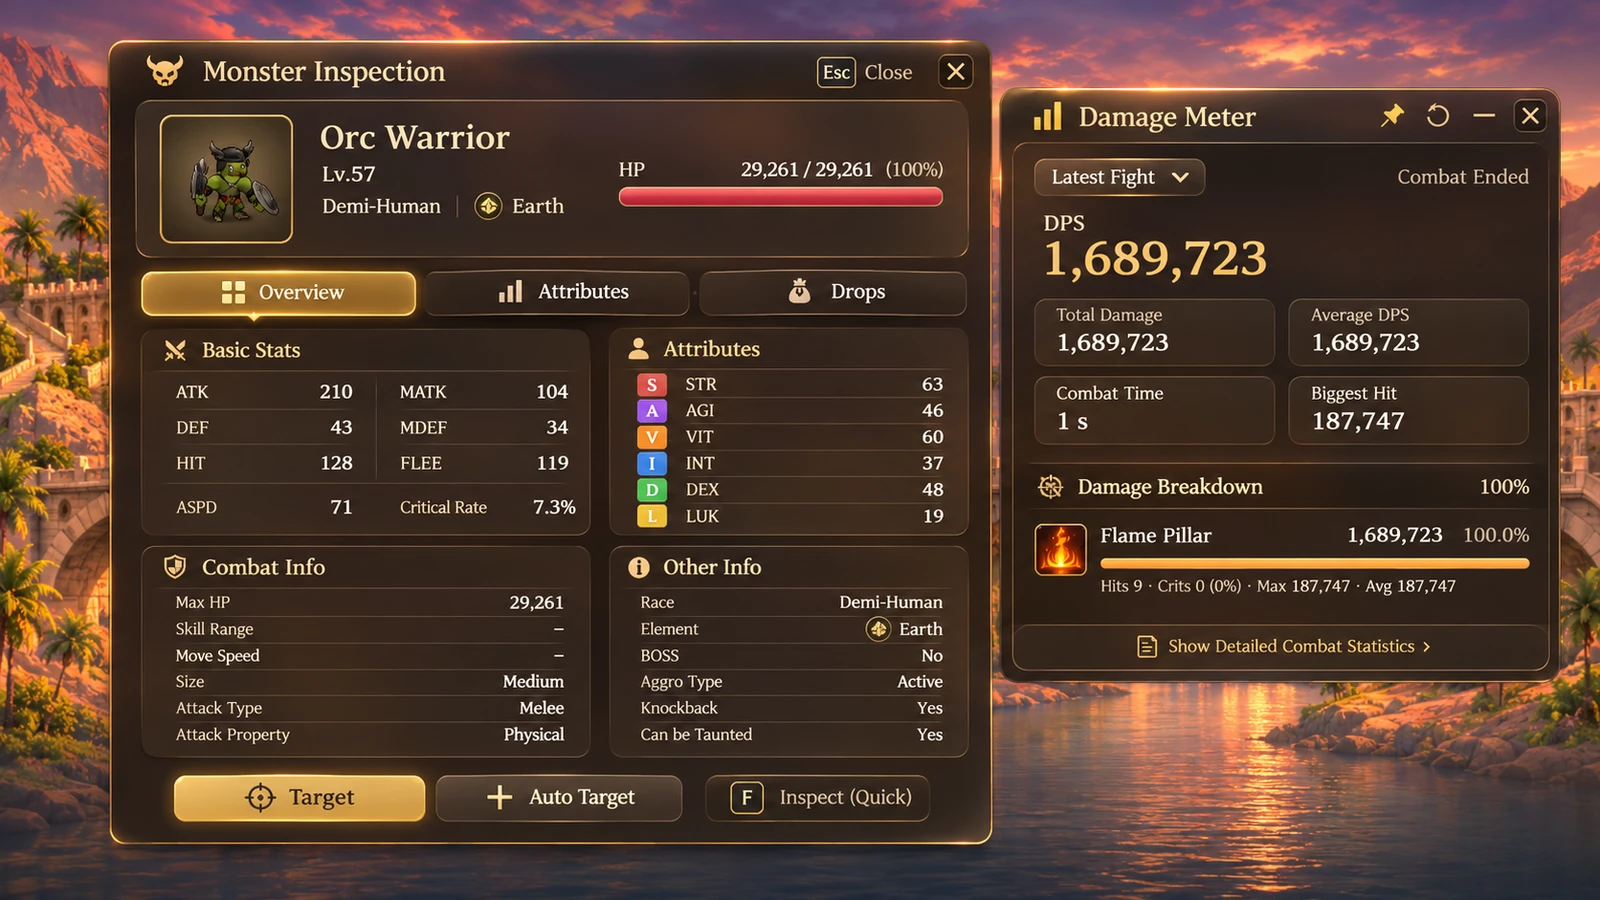 Monster Inspection
Esc Close
Orc Warrior
Lv.57
Demi-Human Earth
HP 29,261 / 29,261 (100%)
Overview Attributes Drops
Basic Stats
ATK 210 MATK 104
DEF 43 MDEF 34
HIT 128 FLEE 119
ASPD 71 Critical Rate 7.3%
Attributes
S STR 63
A AGI 46
V VIT 60
I INT 37
D DEX 48
L LUK 19
Combat Info
Max HP 29,261
Skill Range –
Move Speed –
Size Medium
Attack Type Melee
Attack Property Physical
Other Info
Race Demi-Human
Element Earth
BOSS No
Aggro Type Active
Knockback Yes
Can be Taunted Yes
Target Auto Target F Inspect (Quick)
Damage Meter
Latest Fight Combat Ended
DPS
1,689,723
Total Damage
1,689,723
Average DPS
1,689,723
Combat Time
1 s
Biggest Hit
187,747
Damage Breakdown 100%
Flame Pillar 1,689,723 100.0%
Hits 9 · Crits 0 (0%) · Max 187,747 · Avg 187,747
Show Detailed Combat Statistics ›